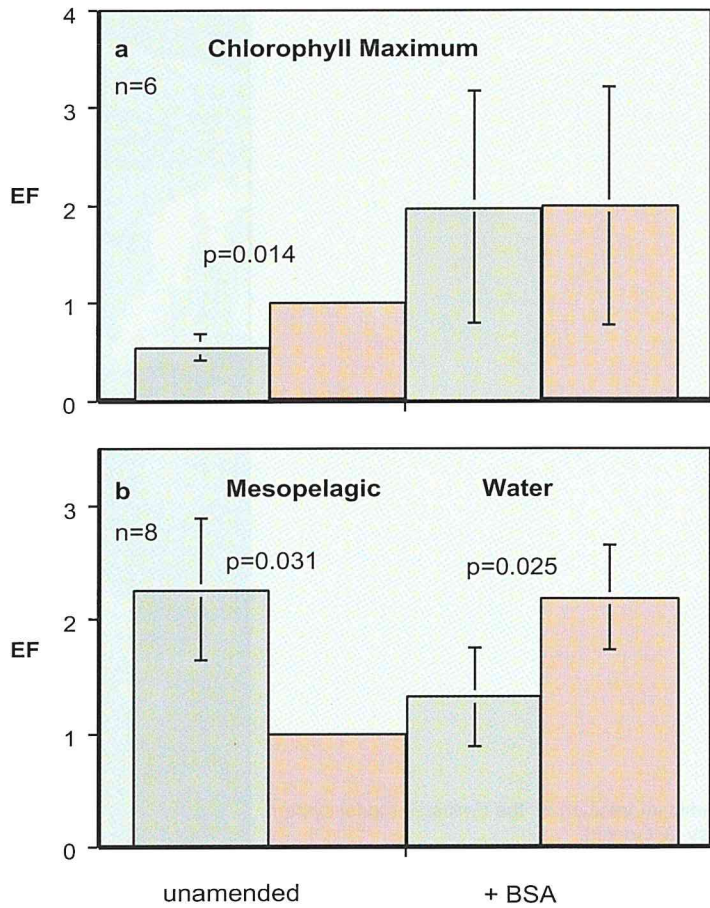 4
a Chlorophyll Maximum
n=6
3
EF
2
p=0.014
1
0
b Mesopelagic Water
3
n=8
p=0.031 p=0.025
2
EF
1
0
unamended + BSA